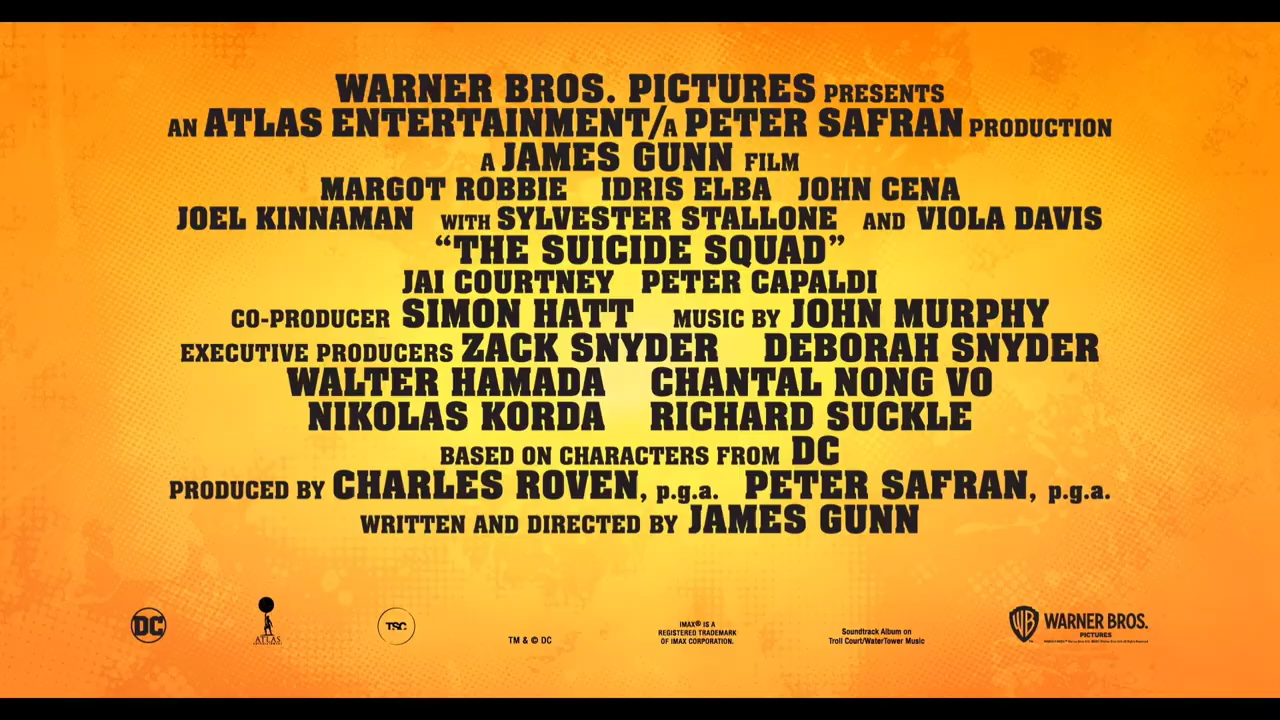 WARNER BROS. PICTURES PRESENTS
AN ATLAS ENTERTAINMENT/A PETER SAFRAN PRODUCTION
A JAMES GUNN FILM
MARGOT ROBBIE IDRIS ELBA JOHN CENA
JOEL KINNAMAN WITH SYLVESTER STALLONE AND VIOLA DAVIS
“THE SUICIDE SQUAD”
JAI COURTNEY PETER CAPALDI
CO-PRODUCER SIMON HATT MUSIC BY JOHN MURPHY
EXECUTIVE PRODUCERS ZACK SNYDER DEBORAH SNYDER
WALTER HAMADA CHANTAL NONG VO
NIKOLAS KORDA RICHARD SUCKLE
BASED ON CHARACTERS FROM DC
PRODUCED BY CHARLES ROVEN, p.g.a. PETER SAFRAN, p.g.a.
WRITTEN AND DIRECTED BY JAMES GUNN
DC
ATLAS
ENTERTAINMENT
TSC
TM & © DC
IMAX® IS A
REGISTERED TRADEMARK
OF IMAX CORPORATION.
Soundtrack Album on
Troll Court/WaterTower Music
WB WARNER BROS.
PICTURES